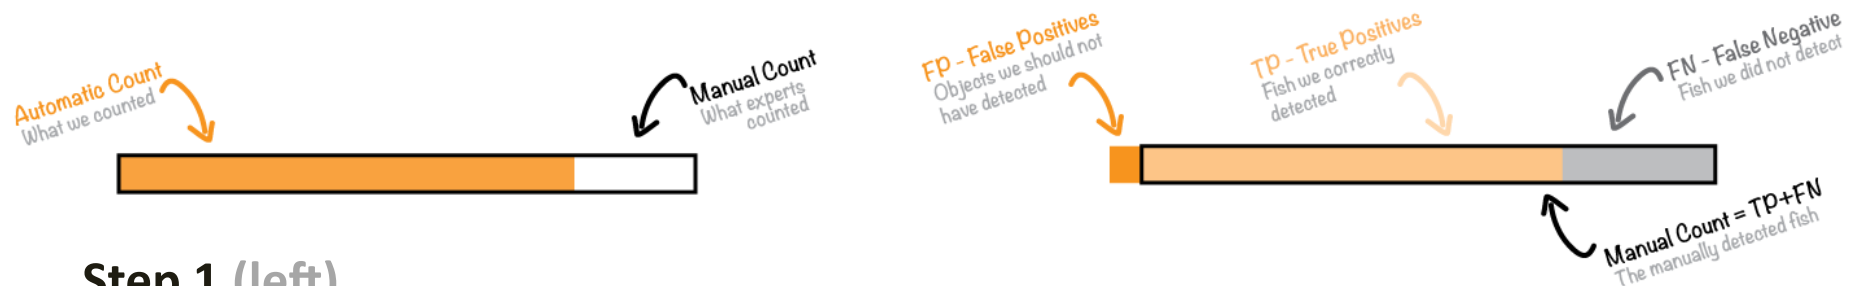 Automatic Count
What we counted
Manual Count
What experts
counted
FP - False Positives
Objects we should not
have detected
TP - True Positives
Fish we correctly
detected
FN - False Negative
Fish we did not detect
Manual Count = TP+FN
The manually detected fish
Step 1 (left)